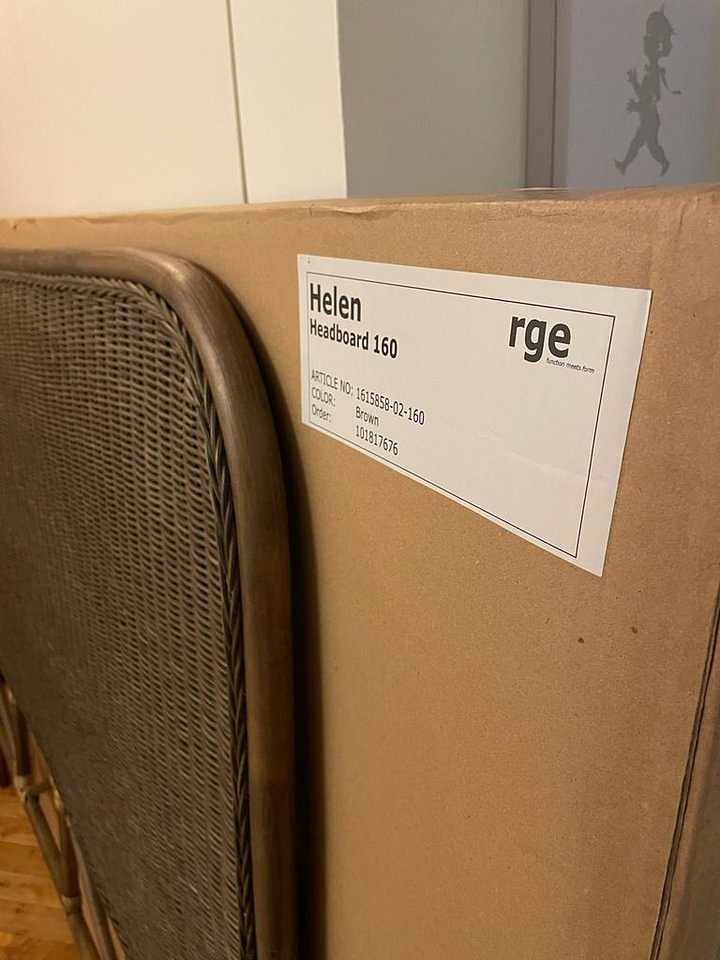 Helen
Headboard 160
rge
function meets form
ARTICLE NO: 1615858-02-160
COLOR: Brown
Order: 101817676